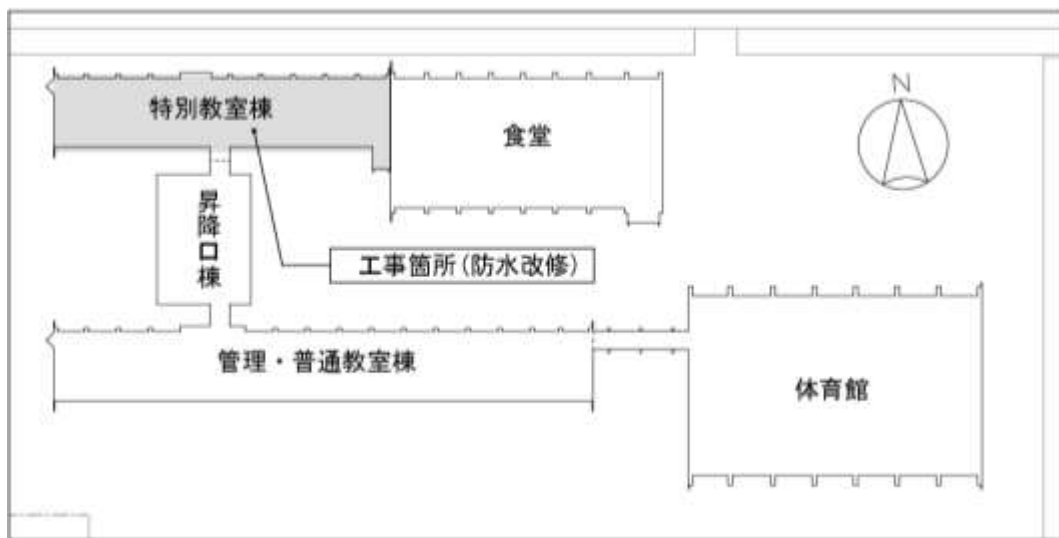 N
特別教室棟
食堂
昇降口棟
工事箇所(防水改修)
管理・普通教室棟
体育館